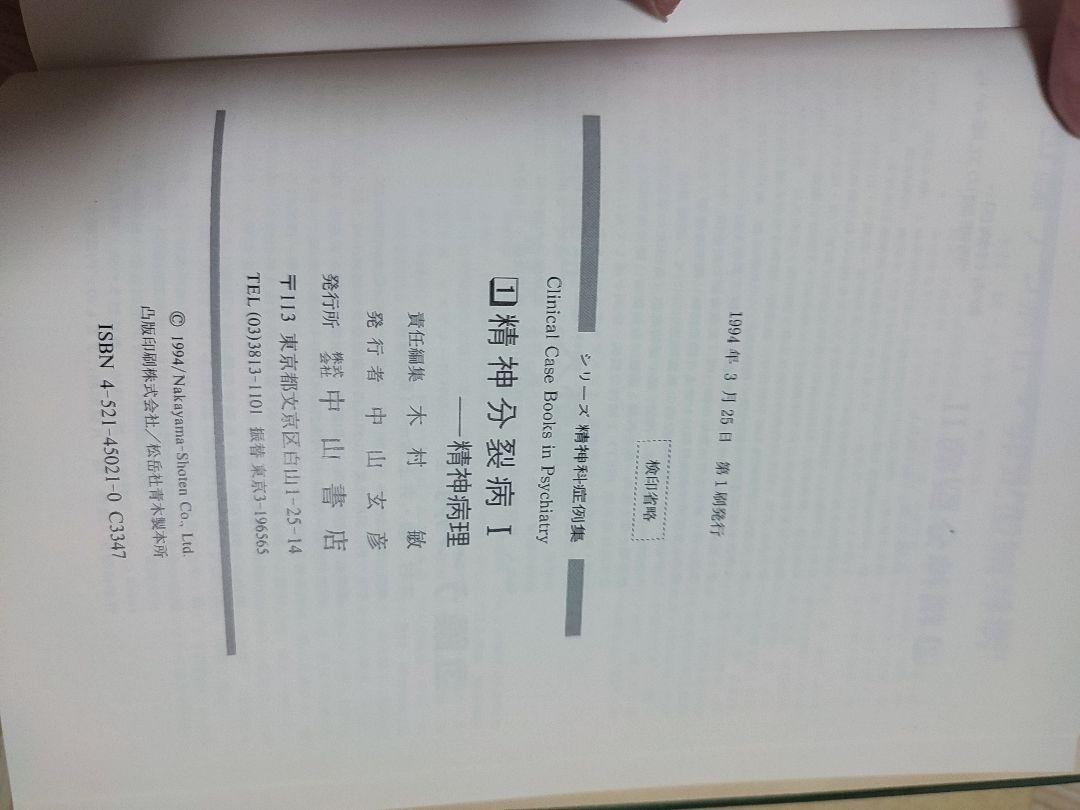 1994年 3月 25日 第1刷発行
検印省略
シリーズ 精神科症例集
Clinical Case Books in Psychiatry
1 精神分裂病 I
——精神病理
責任編集 木村 敏
発行者 中山玄彦
発行所 株式会社 中山書店
〒113 東京都文京区白山1-25-14
TEL (03)3813-1101 振替 東京3-196565
© 1994/Nakayama-Shoten Co., Ltd.
凸版印刷株式会社/松岳社青木製本所
ISBN 4-521-45021-0 C3347